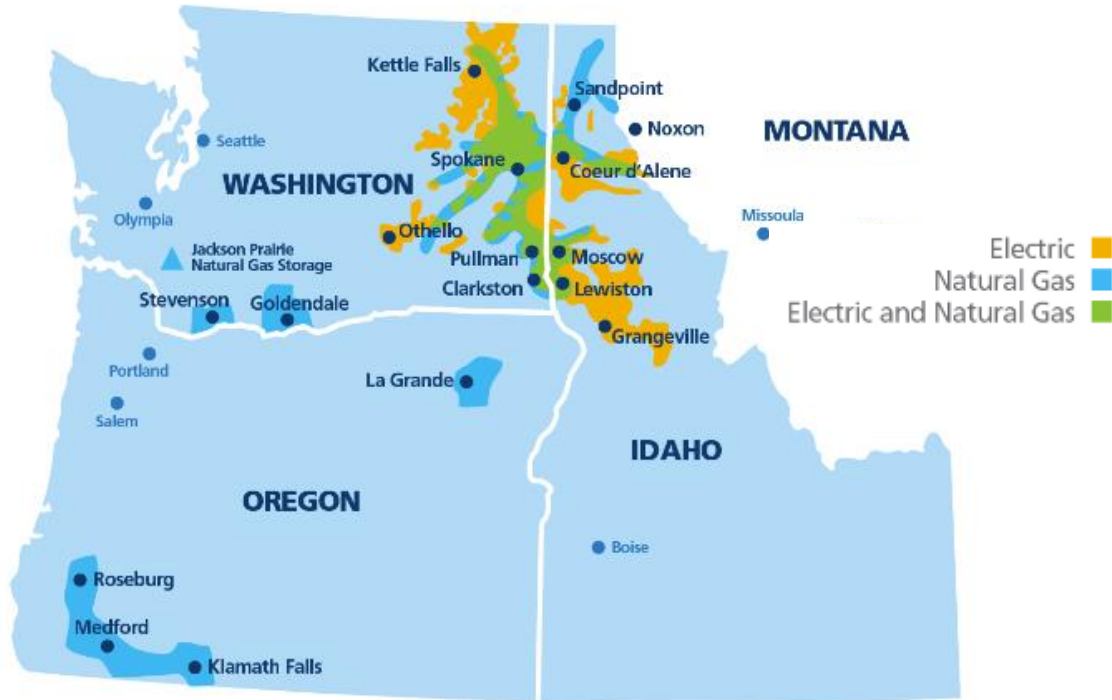 Kettle Falls
Sandpoint
Seattle
Noxon
MONTANA
Spokane
Coeur d'Alene
WASHINGTON
Olympia
Othello
Missoula
Jackson Prairie
Natural Gas Storage
Pullman
Moscow
Electric
Clarkston
Lewiston
Natural Gas
Stevenson
Goldendale
Electric and Natural Gas
Grangeville
Portland
La Grande
Salem
IDAHO
OREGON
Boise
Roseburg
Medford
Klamath Falls